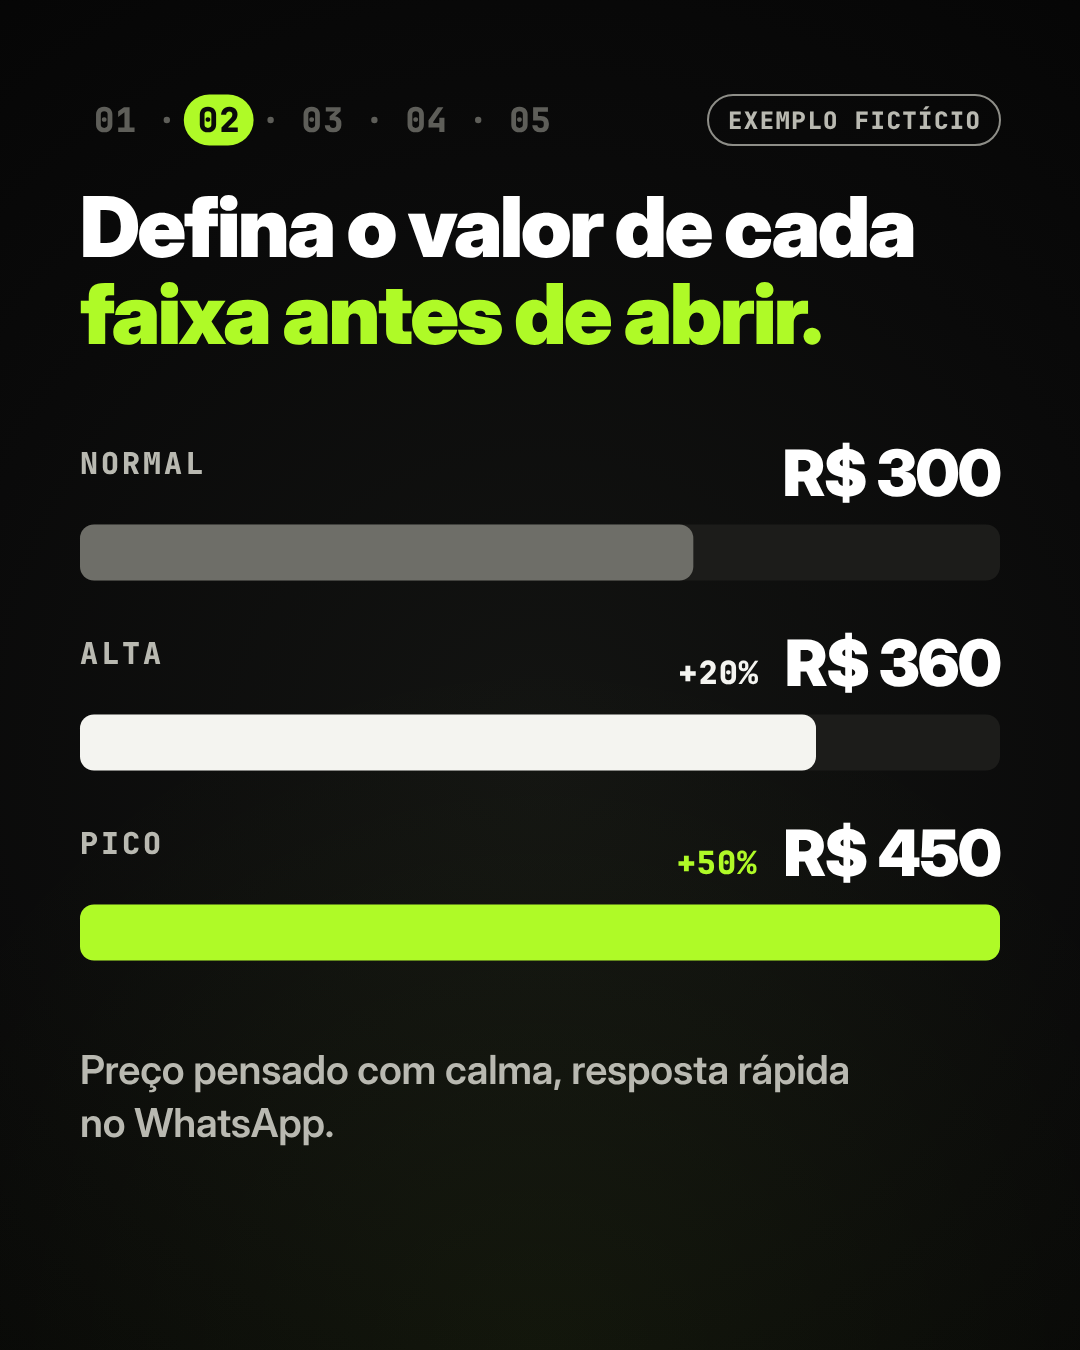 01 · 02 · 03 · 04 · 05
EXEMPLO FICTÍCIO
Defina o valor de cada
faixa antes de abrir.
NORMAL R$ 300
ALTA +20% R$ 360
PICO +50% R$ 450
Preço pensado com calma, resposta rápida
no WhatsApp.